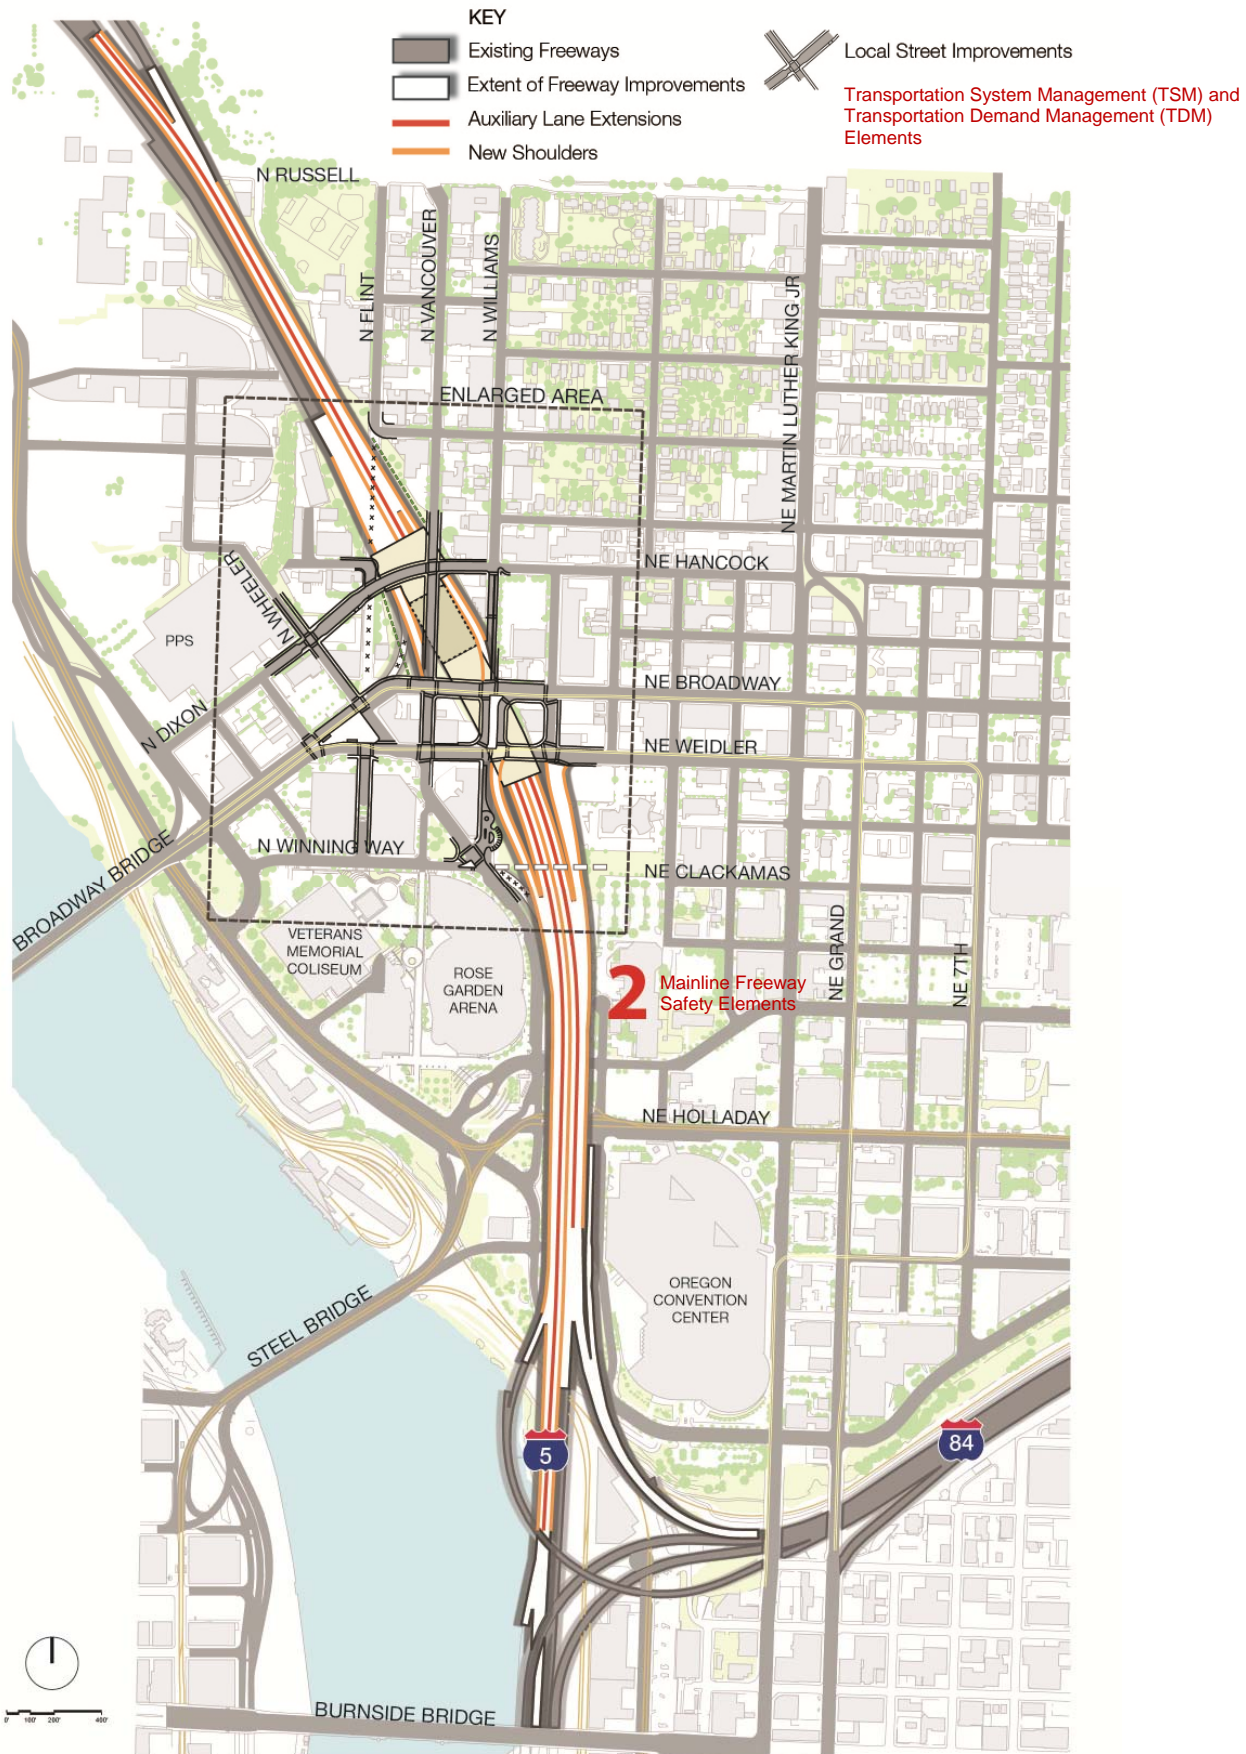 KEY
Existing Freeways
Extent of Freeway Improvements
Auxiliary Lane Extensions
New Shoulders
Local Street Improvements
Transportation System Management (TSM) and
Transportation Demand Management (TDM)
Elements
N RUSSELL
N FLINT
N VANCOUVER
N WILLIAMS
NE MARTIN LUTHER KING JR
ENLARGED AREA
NE HANCOCK
N WHEELER
PPS
NE BROADWAY
N DIXON
NE WEIDLER
N WINNING WAY
NE CLACKAMAS
BROADWAY BRIDGE
VETERANS
MEMORIAL
COLISEUM
ROSE
GARDEN
ARENA
2
Mainline Freeway
Safety Elements
NE GRAND
NE 7TH
NE HOLLADAY
OREGON
CONVENTION
CENTER
STEEL BRIDGE
5
84
BURNSIDE BRIDGE
0' 100' 200' 400'